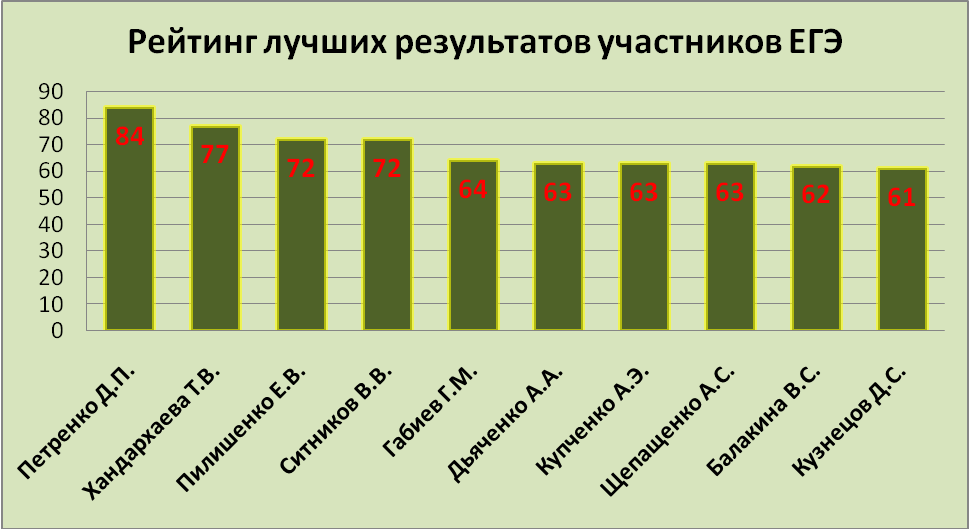 Рейтинг лучших результатов участников ЕГЭ
90
80
70
60
50
40
30
20
10
0
84
77
72
72
64
63
63
63
62
61
Петренко Д.П.
Хандархаева Т.В.
Пилишенко Е.В.
Ситников В.В.
Габиев Г.М.
Дьяченко А.А.
Купченко А.Э.
Щепащенко А.С.
Балакина В.С.
Кузнецов Д.С.